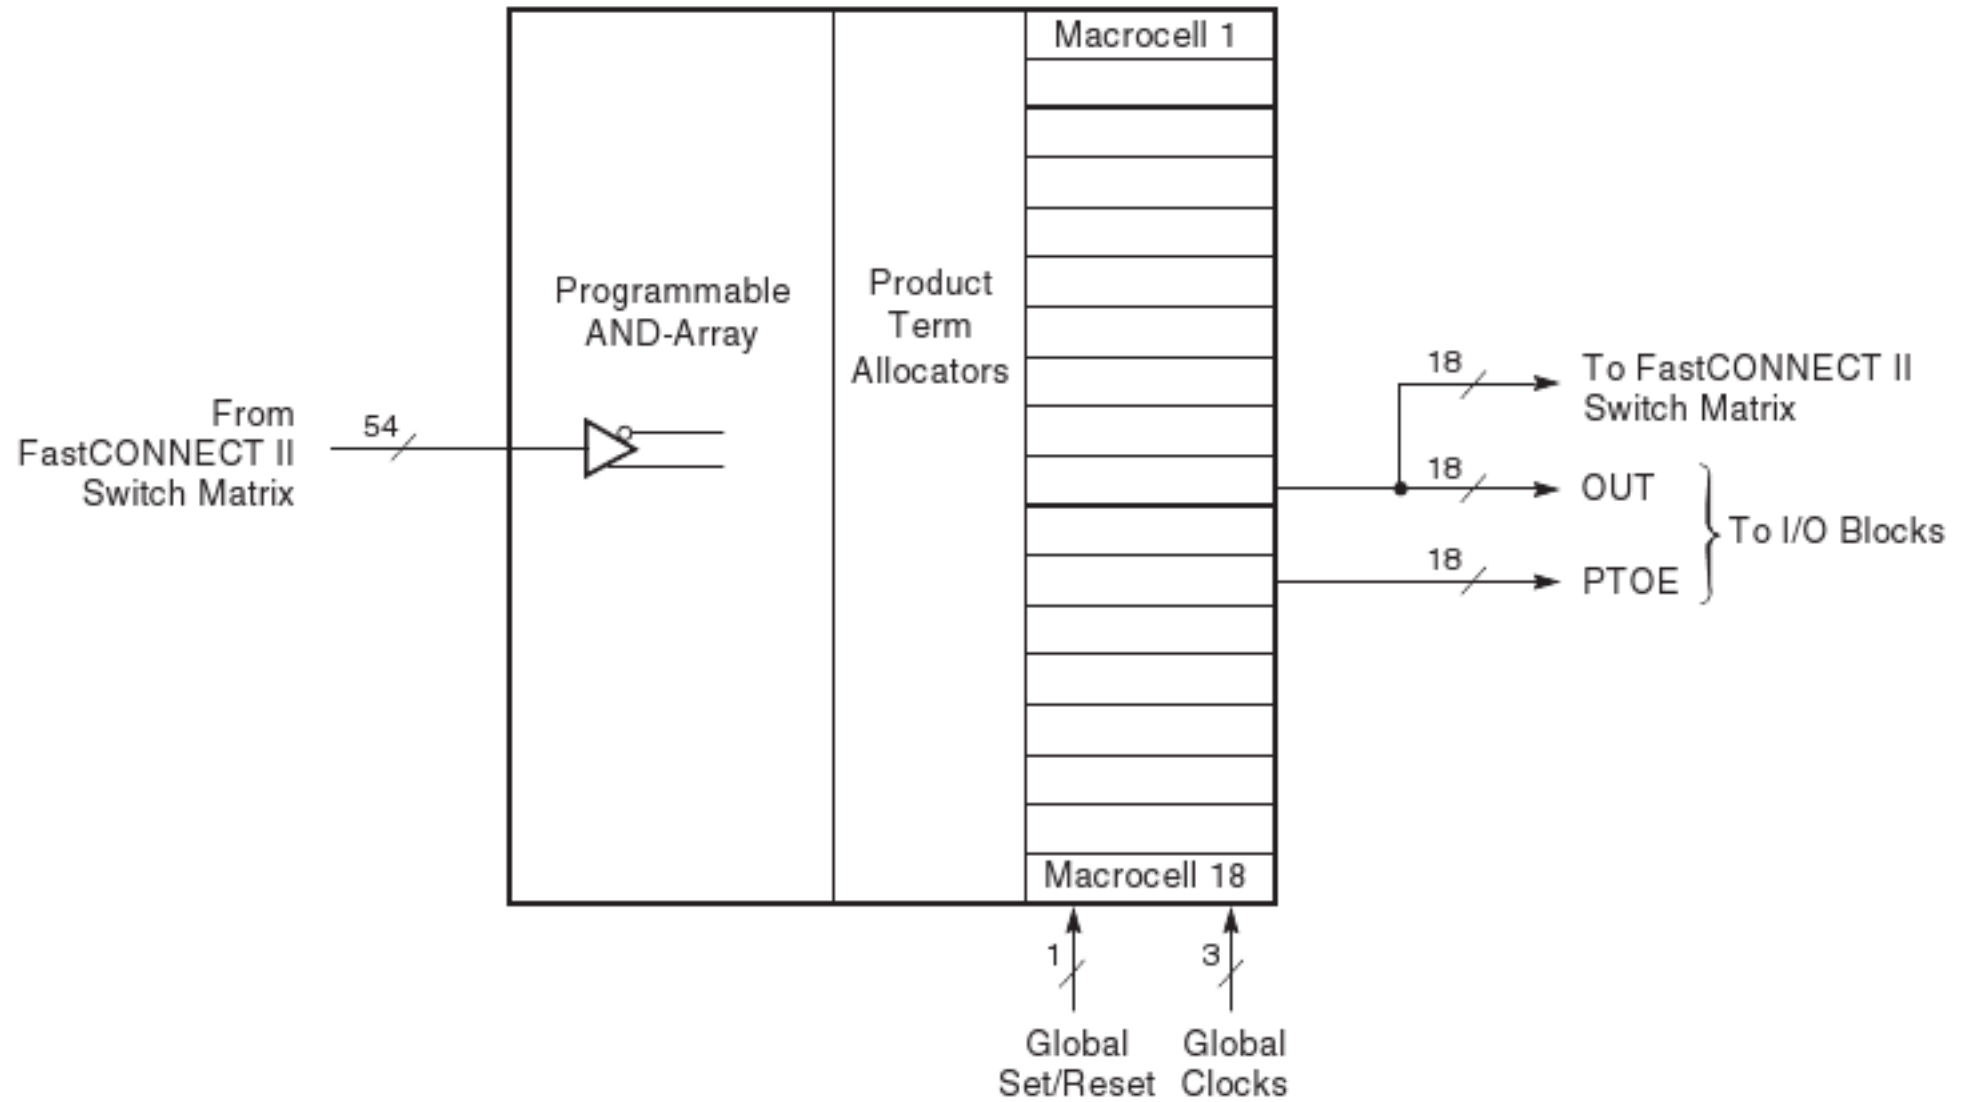 Macrocell 1
Programmable
AND-Array
Product
Term
Allocators
From
FastCONNECT II
Switch Matrix
54
18
To FastCONNECT II
Switch Matrix
18
OUT
To I/O Blocks
18
PTOE
Macrocell 18
1
3
Global
Set/Reset
Global
Clocks